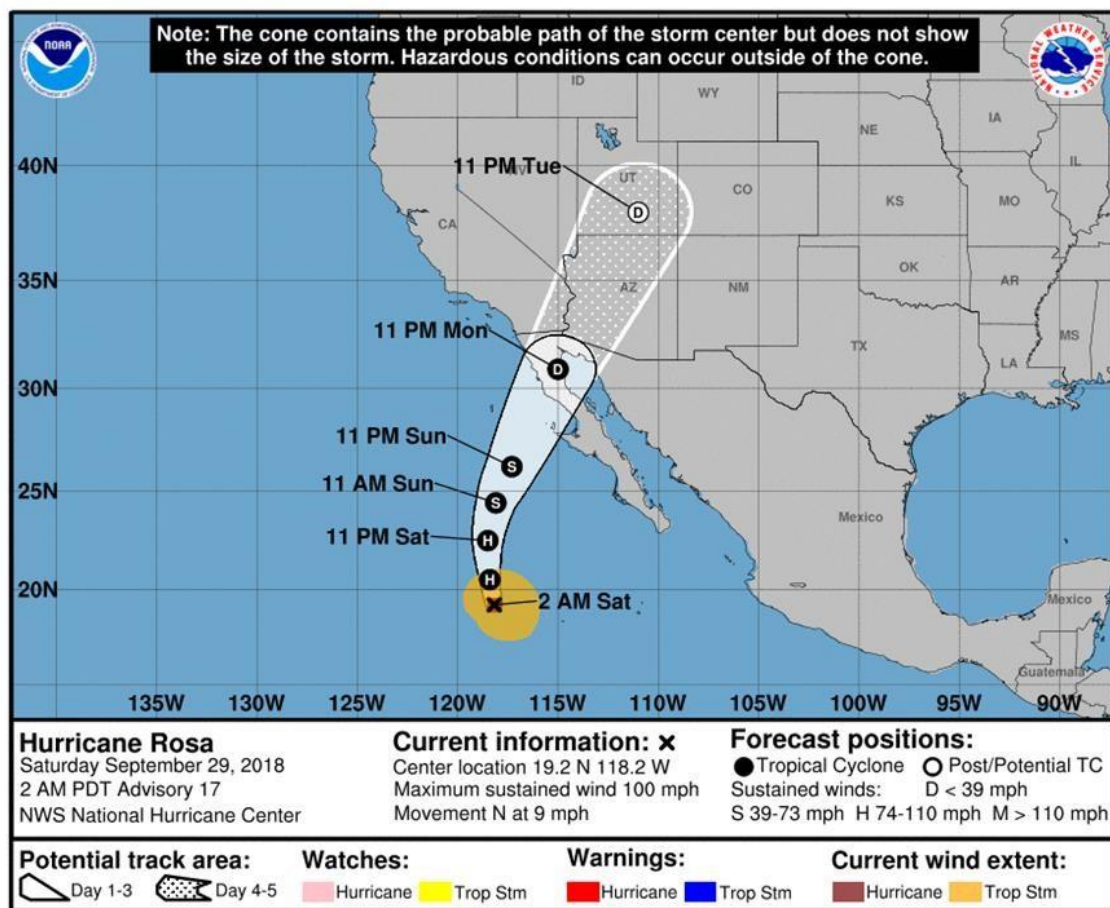 Note: The cone contains the probable path of the storm center but does not show
the size of the storm. Hazardous conditions can occur outside of the cone.
NOAA
NATIONAL WEATHER SERVICE
ID
WY
IA
NE
IL
40N
11 PM Tue
NV
UT
D
CO
KS
MO
CA
35N
AZ
NM
OK
AR
MS
11 PM Mon
D
TX
LA
30N
11 PM Sun
S
11 AM Sun
S
25N
11 PM Sat
H
Mexico
20N
H
2 AM Sat
Mexico
Guatemala
135W 130W 125W 120W 115W 110W 105W 100W 95W 90W
Hurricane Rosa
Saturday September 29, 2018
2 AM PDT Advisory 17
NWS National Hurricane Center
Current information: ×
Center location 19.2 N 118.2 W
Maximum sustained wind 100 mph
Movement N at 9 mph
Forecast positions:
Tropical Cyclone Post/Potential TC
Sustained winds: D < 39 mph
S 39-73 mph H 74-110 mph M > 110 mph
Potential track area:
Day 1-3 Day 4-5
Watches:
Hurricane Trop Stm
Warnings:
Hurricane Trop Stm
Current wind extent:
Hurricane Trop Stm